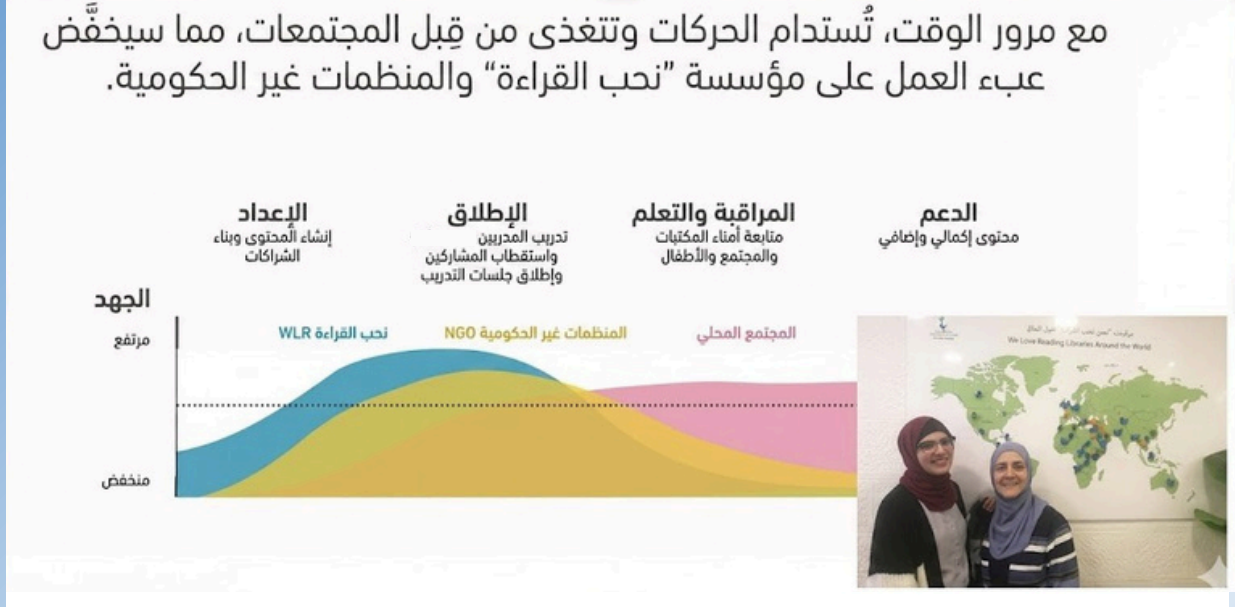 مع مرور الوقت، تُستدام الحركات وتتغذى من قِبل المجتمعات، مما سيخفَّض
عبء العمل على مؤسسة ”نحب القراءة“ والمنظمات غير الحكومية.
الإعداد
إنشاء المحتوى وبناء
الشراكات
الإطلاق
تدريب المدربين
واستقطاب المشاركين
وإطلاق جلسات التدريب
المراقبة والتعلم
متابعة أمناء المكتبات
والمجتمع والأطفال
الدعم
محتوى إكمالي وإضافي
الجهد
مرتفع
منخفض
نحب القراءة WLR
المنظمات غير الحكومية NGO
المجتمع المحلي
We Love Reading Libraries Around the World